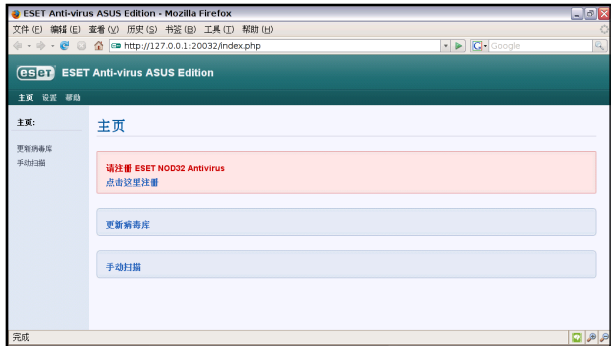 ESET Anti-virus ASUS Edition - Mozilla Firefox
文件(F) 编辑(E) 查看(V) 历史(S) 书签(B) 工具(T) 帮助(H)
http://127.0.0.1:20032/index.php Google
eset ESET Anti-virus ASUS Edition
主页 设置 帮助
主页:
更新病毒库
手动扫描
主页
请注册 ESET NOD32 Antivirus
点击这里注册
更新病毒库
手动扫描
完成